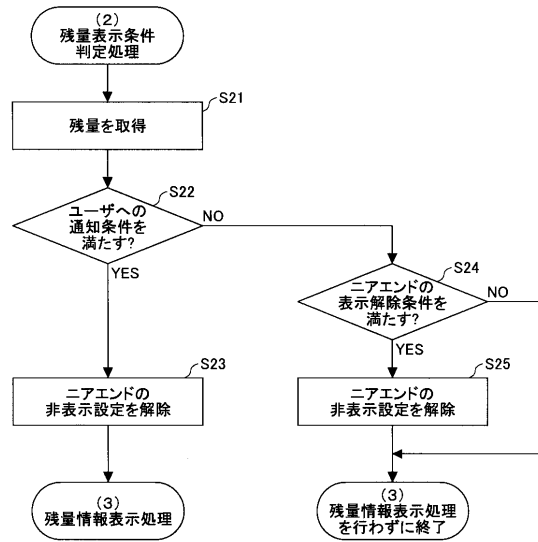 (2)
残量表示条件
判定処理
S21
残量を取得
S22
ユーザへの
通知条件を
満たす?
NO
YES
S24
ニアエンドの
表示解除条件を
満たす?
NO
YES
S23
ニアエンドの
非表示設定を解除
S25
ニアエンドの
非表示設定を解除
(3)
残量情報表示処理
(3)
残量情報表示処理
を行わずに終了